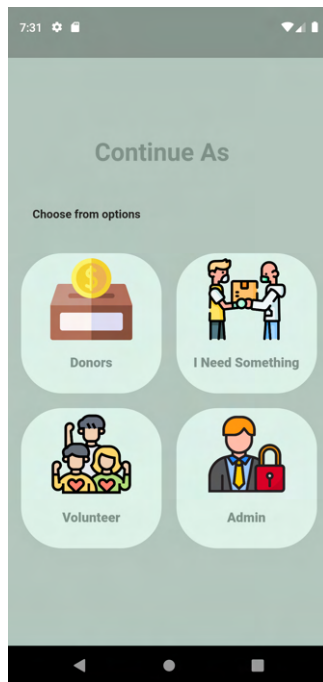 7:31
Continue As
Choose from options
$
Donors
I Need Something
Volunteer
Admin